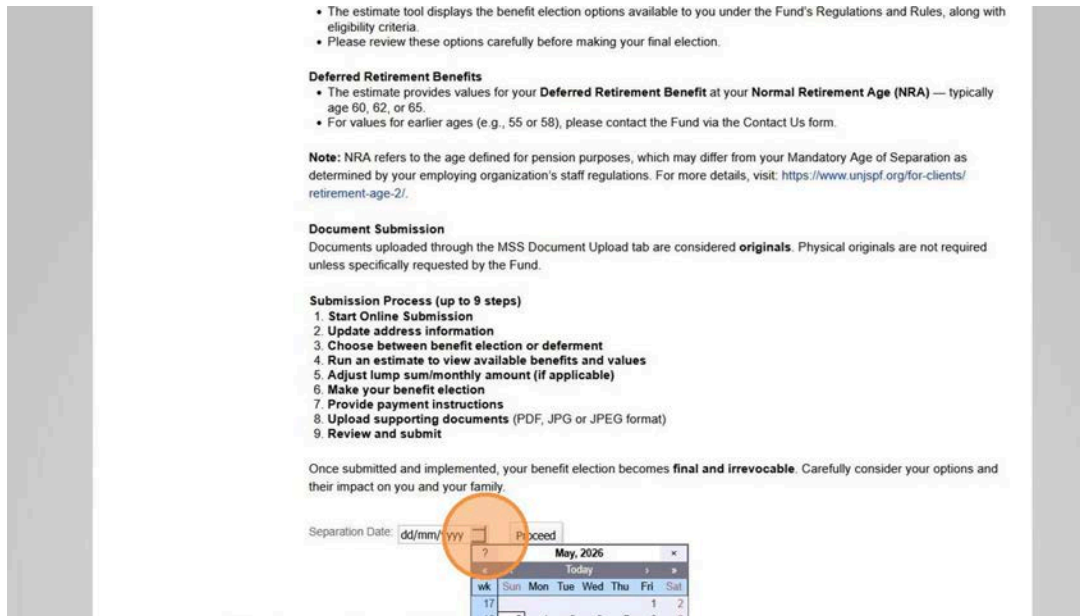 • The estimate tool displays the benefit election options available to you under the Fund's Regulations and Rules, along with
eligibility criteria.
• Please review these options carefully before making your final election.
Deferred Retirement Benefits
• The estimate provides values for your Deferred Retirement Benefit at your Normal Retirement Age (NRA) — typically
age 60, 62, or 65.
• For values for earlier ages (e.g., 55 or 58), please contact the Fund via the Contact Us form.
Note: NRA refers to the age defined for pension purposes, which may differ from your Mandatory Age of Separation as
determined by your employing organization's staff regulations. For more details, visit: https://www.unjspf.org/for-clients/
retirement-age-2/.
Document Submission
Documents uploaded through the MSS Document Upload tab are considered originals. Physical originals are not required
unless specifically requested by the Fund.
Submission Process (up to 9 steps)
1. Start Online Submission
2. Update address information
3. Choose between benefit election or deferment
4. Run an estimate to view available benefits and values
5. Adjust lump sum/monthly amount (if applicable)
6. Make your benefit election
7. Provide payment instructions
8. Upload supporting documents (PDF, JPG or JPEG format)
9. Review and submit
Once submitted and implemented, your benefit election becomes final and irrevocable. Carefully consider your options and
their impact on you and your family.
Separation Date: dd/mm/yyyy Proceed
? May, 2026 ×
« ‹ Today › »
wk Sun Mon Tue Wed Thu Fri Sat
17 1 2